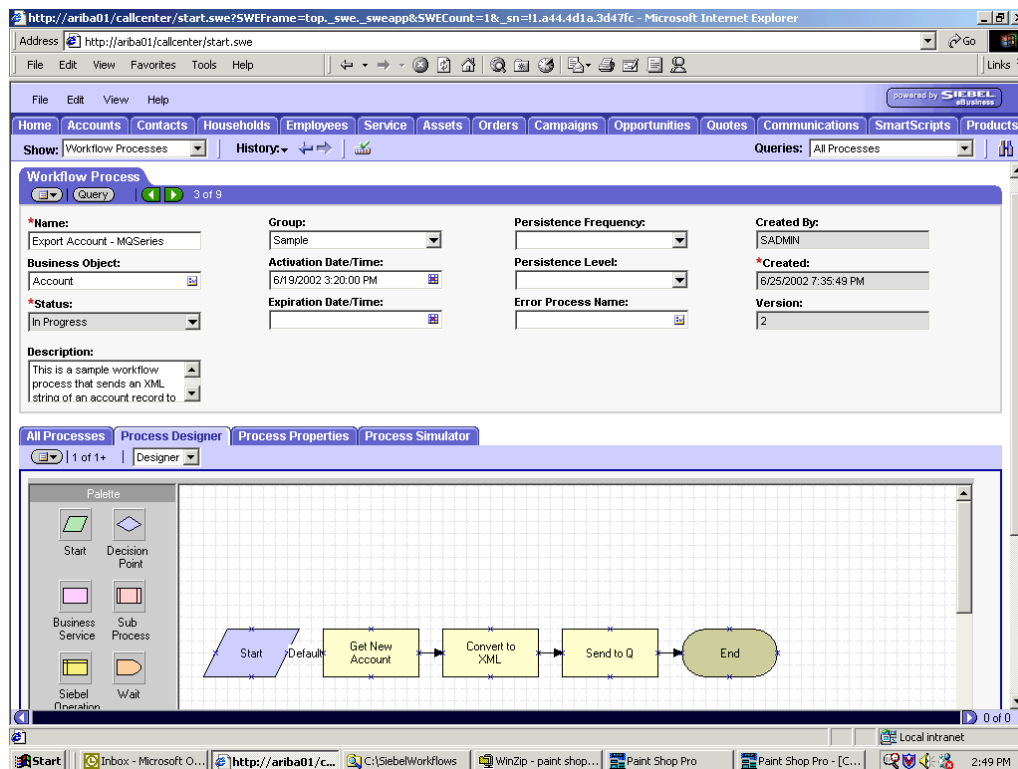 http://ariba01/callcenter/start.swe?SWEFrame=top._swe._sweapp&SWECount=1&_sn=!1.a44.4d1a.3d47fc - Microsoft Internet Explorer
Address http://ariba01/callcenter/start.swe Go
File Edit View Favorites Tools Help Links
File Edit View Help powered by SIEBEL eBusiness
Home Accounts Contacts Households Employees Service Assets Orders Campaigns Opportunities Quotes Communications SmartScripts Products
Show: Workflow Processes History: Queries: All Processes
Workflow Process
Query 3 of 9
*Name: Group: Persistence Frequency: Created By:
Export Account - MQSeries Sample SADMIN
Business Object: Activation Date/Time: Persistence Level: *Created:
Account 6/19/2002 3:20:00 PM 6/25/2002 7:35:49 PM
*Status: Expiration Date/Time: Error Process Name: Version:
In Progress 2
Description:
This is a sample workflow
process that sends an XML
string of an account record to
All Processes Process Designer Process Properties Process Simulator
1 of 1+ Designer
Palette
Start Decision Point
Business Service Sub Process
Siebel Operation Wait
Start Default Get New Account Convert to XML Send to Q End
0 of 0
Local intranet
Start Inbox - Microsoft O... http://ariba01/c... C:\SiebelWorkflows WinZip - paint shop... Paint Shop Pro Paint Shop Pro - [C... 2:49 PM